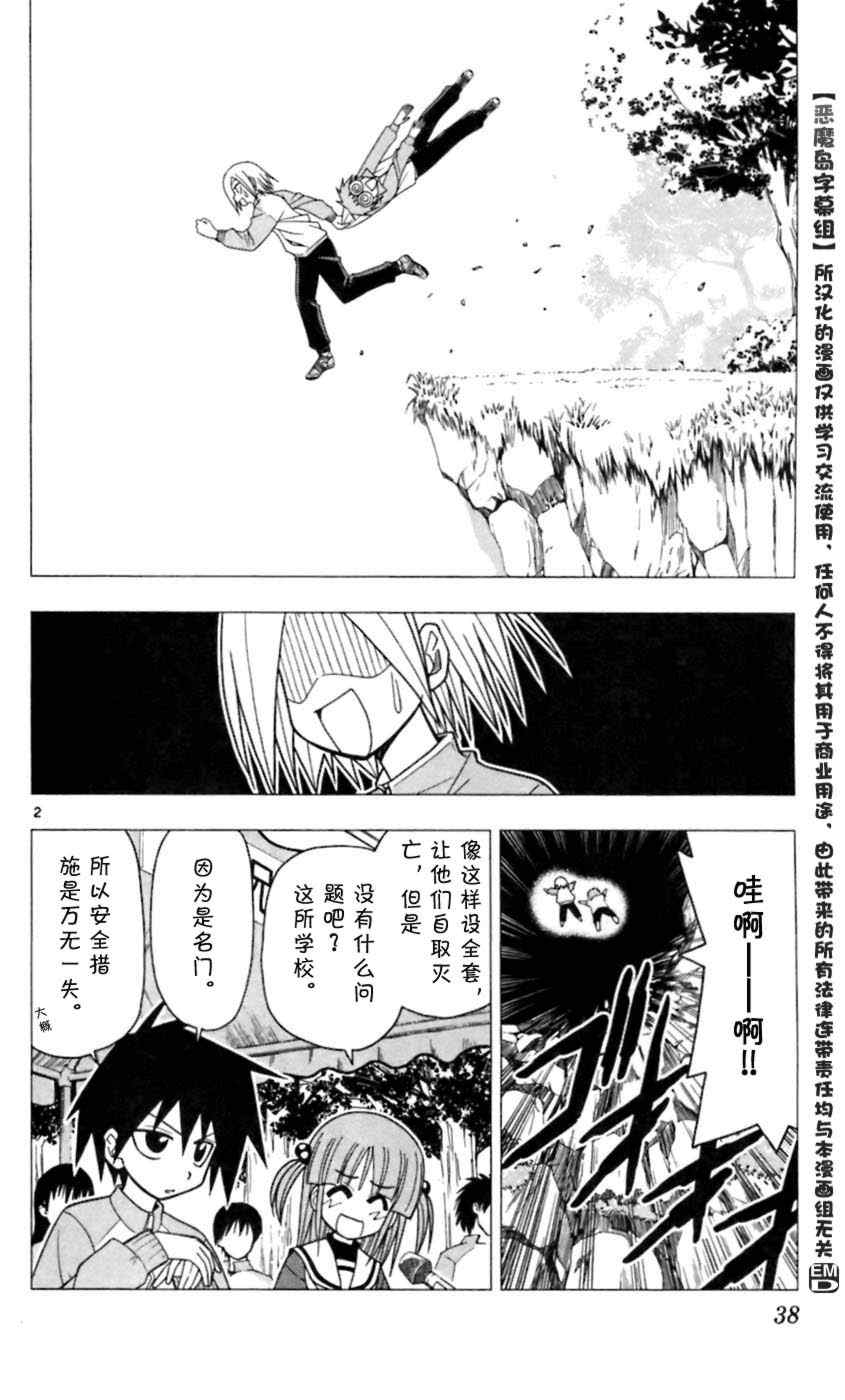 【恶魔岛字幕组】所汉化的漫画仅供学习交流使用、任何人不得将其用于商业用途、由此带来的所有法律连带责任均与本漫画组无关
EMD
2
哇啊——啊!!
像这样设全套,
让他们自取灭
亡,但是
没有什么问
题吧?
这所学校。
因为是名门。
所以安全措
施是万无一失。
大概
38